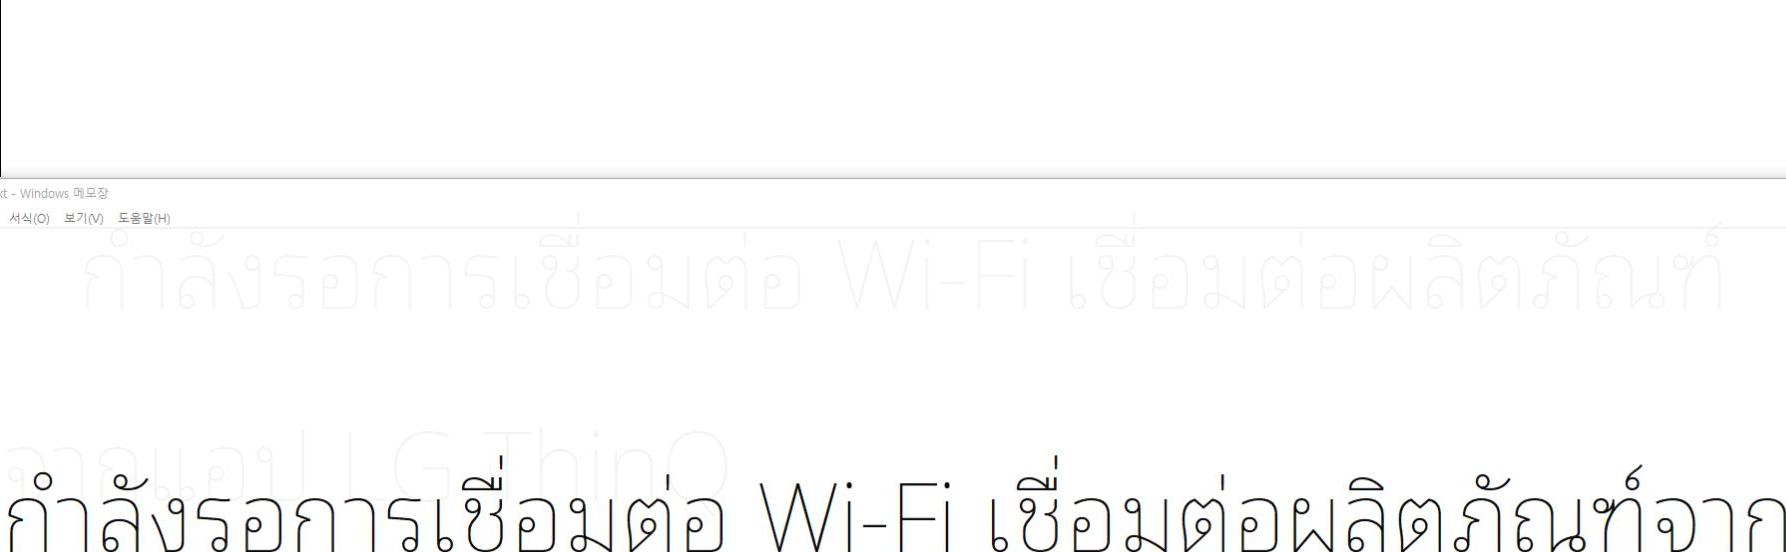 xt - Windows 메모장
서식(O) 보기(V) 도움말(H)
กำลังรอการเชื่อมต่อ Wi-Fi เชื่อมต่อผลิตภัณฑ์
จากแอป LG ThinQ
กำลังรอการเชื่อมต่อ Wi-Fi เชื่อมต่อผลิตภัณฑ์จาก